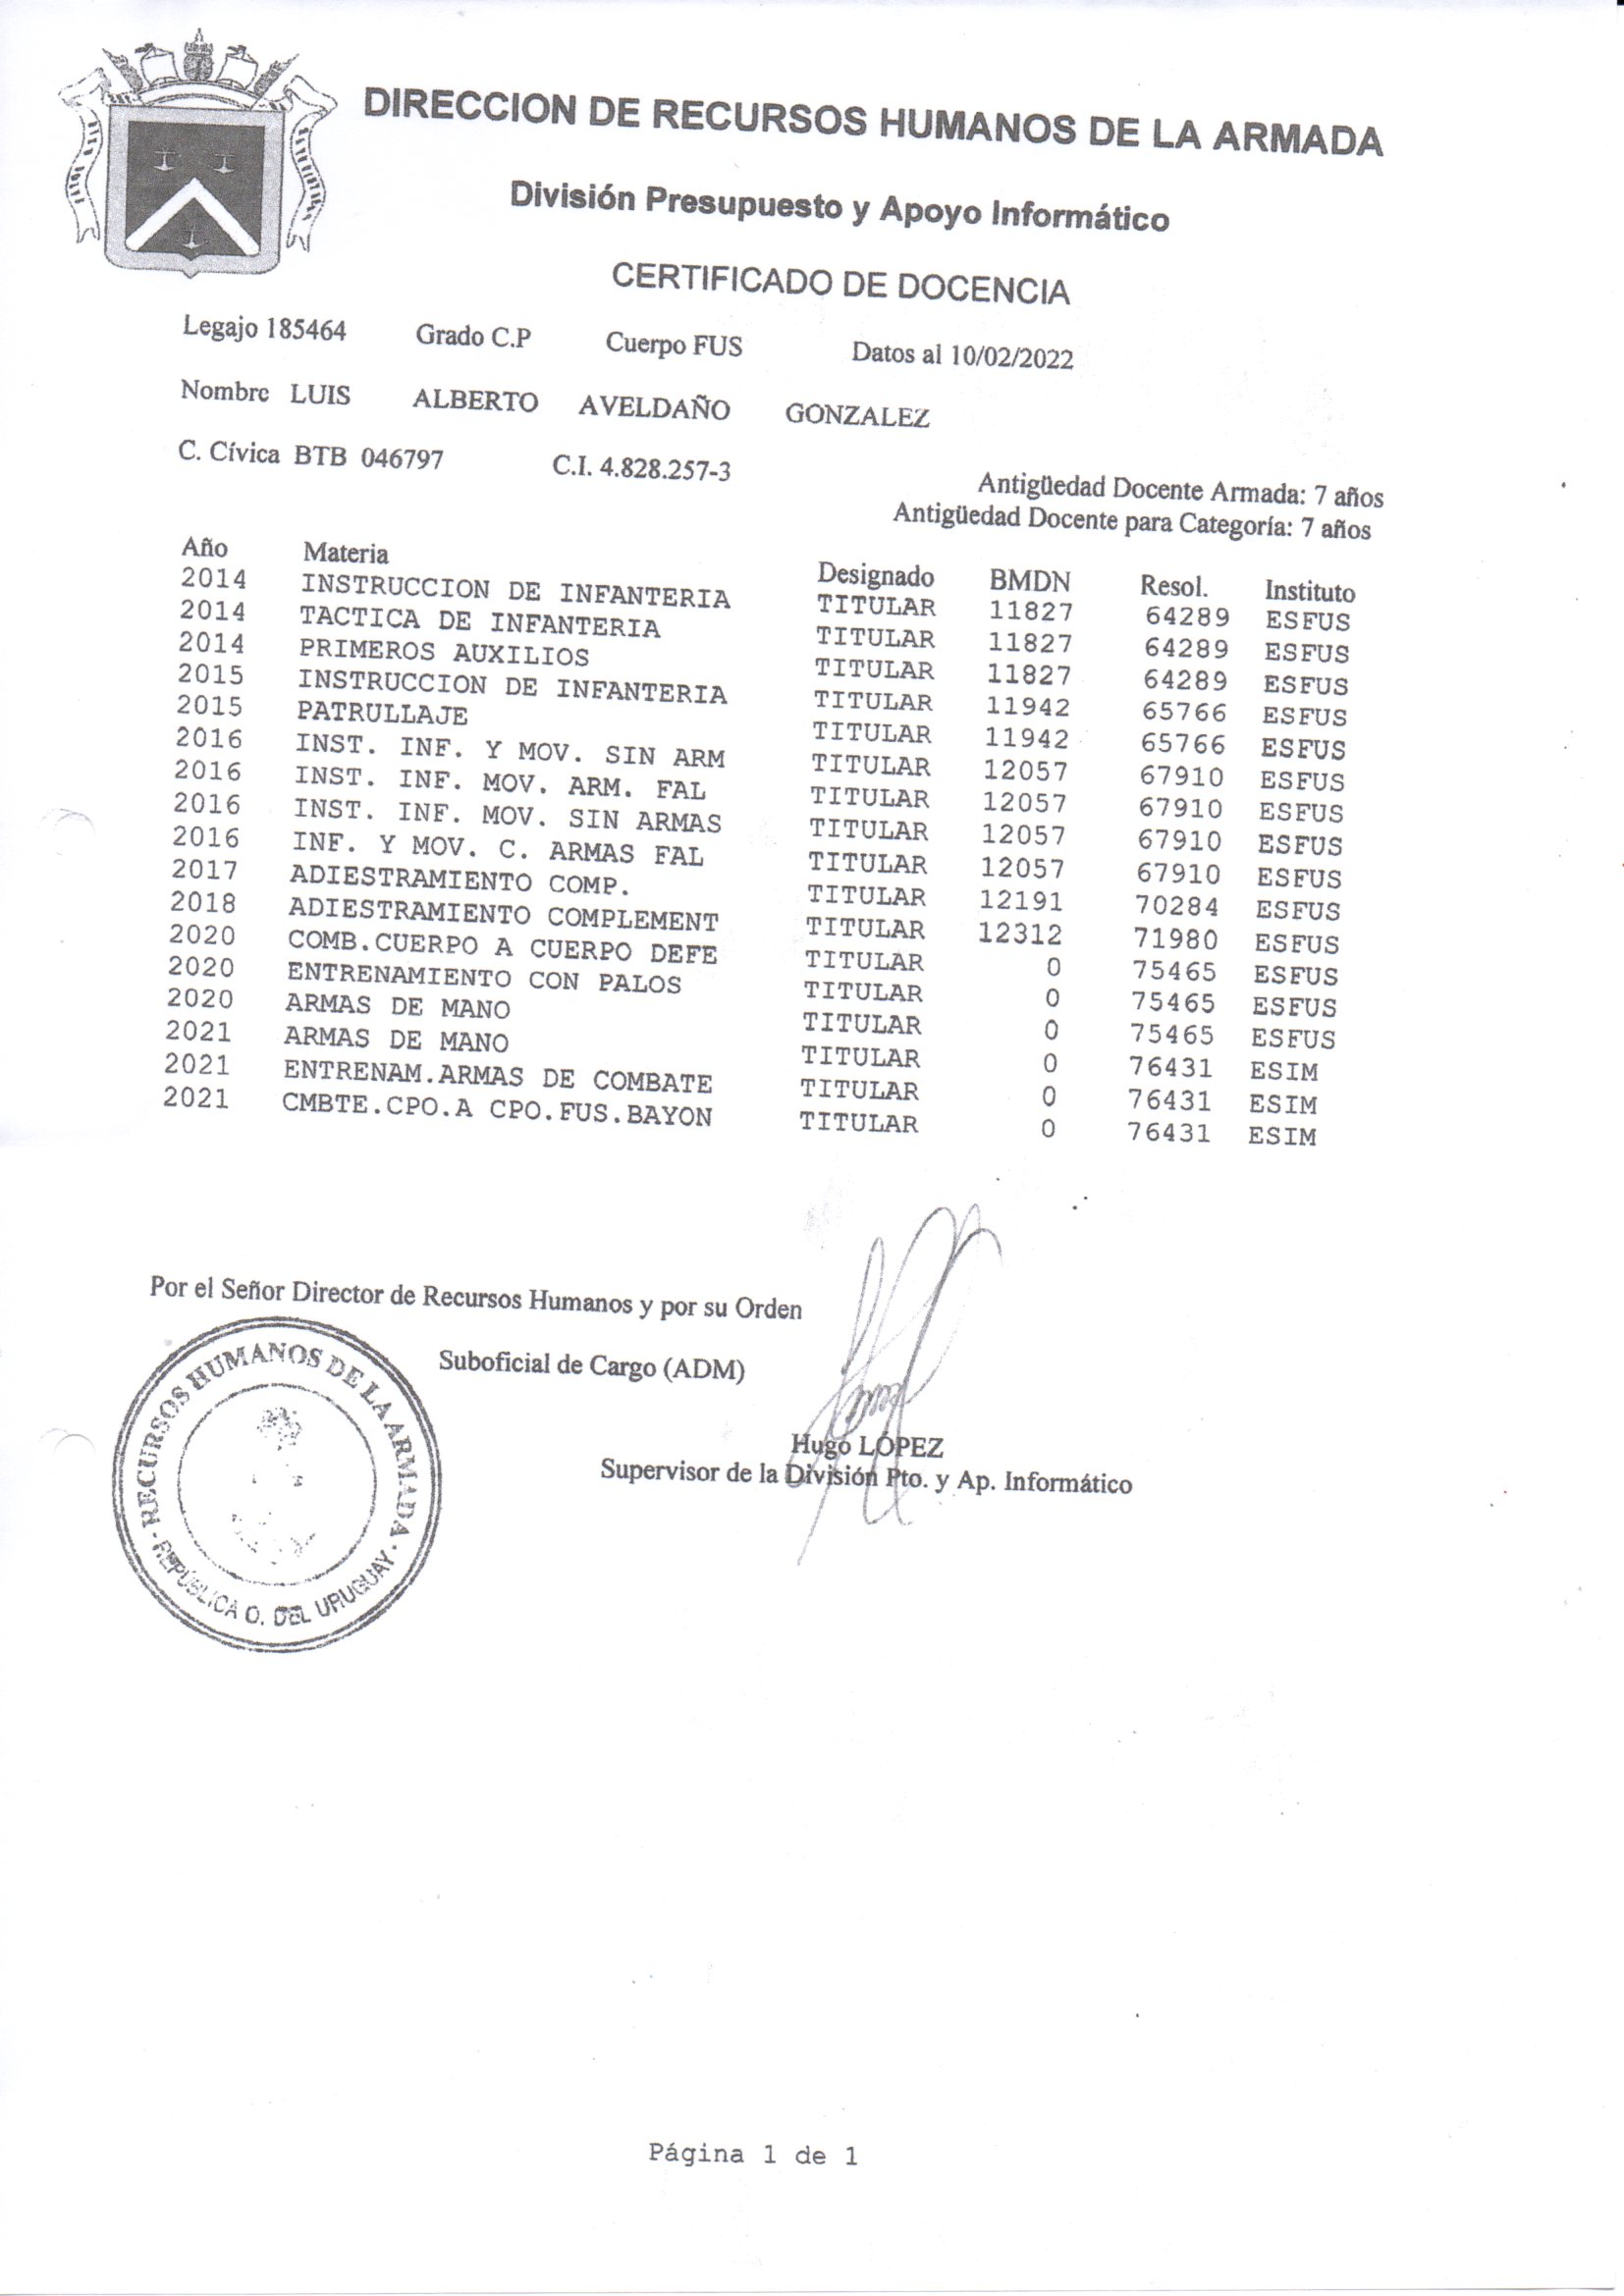 DIRECCION DE RECURSOS HUMANOS DE LA ARMADA
División Presupuesto y Apoyo Informático
CERTIFICADO DE DOCENCIA
Legajo 185464 Grado C.P Cuerpo FUS Datos al 10/02/2022
Nombre LUIS ALBERTO AVELDAÑO GONZALEZ
C. Cívica BTB 046797 C.I. 4.828.257-3
Antigüedad Docente Armada: 7 años
Antigüedad Docente para Categoría: 7 años
Año Materia Designado BMDN Resol. Instituto
2014 INSTRUCCION DE INFANTERIA TITULAR 11827 64289 ESFUS
2014 TACTICA DE INFANTERIA TITULAR 11827 64289 ESFUS
2014 PRIMEROS AUXILIOS TITULAR 11827 64289 ESFUS
2015 INSTRUCCION DE INFANTERIA TITULAR 11942 65766 ESFUS
2015 PATRULLAJE TITULAR 11942 65766 ESFUS
2016 INST. INF. Y MOV. SIN ARM TITULAR 12057 67910 ESFUS
2016 INST. INF. MOV. ARM. FAL TITULAR 12057 67910 ESFUS
2016 INST. INF. MOV. SIN ARMAS TITULAR 12057 67910 ESFUS
2016 INF. Y MOV. C. ARMAS FAL TITULAR 12057 67910 ESFUS
2017 ADIESTRAMIENTO COMP. TITULAR 12191 70284 ESFUS
2018 ADIESTRAMIENTO COMPLEMENT TITULAR 12312 71980 ESFUS
2020 COMB.CUERPO A CUERPO DEFE TITULAR 0 75465 ESFUS
2020 ENTRENAMIENTO CON PALOS TITULAR 0 75465 ESFUS
2020 ARMAS DE MANO TITULAR 0 75465 ESFUS
2021 ARMAS DE MANO TITULAR 0 76431 ESIM
2021 ENTRENAM.ARMAS DE COMBATE TITULAR 0 76431 ESIM
2021 CMBTE.CPO.A CPO.FUS.BAYON TITULAR 0 76431 ESIM
Por el Señor Director de Recursos Humanos y por su Orden
Suboficial de Cargo (ADM)
Hugo LÓPEZ
Supervisor de la División Pto. y Ap. Informático
RECURSOS HUMANOS DE LA ARMADA
· REPÚBLICA O. DEL URUGUAY ·
Página 1 de 1